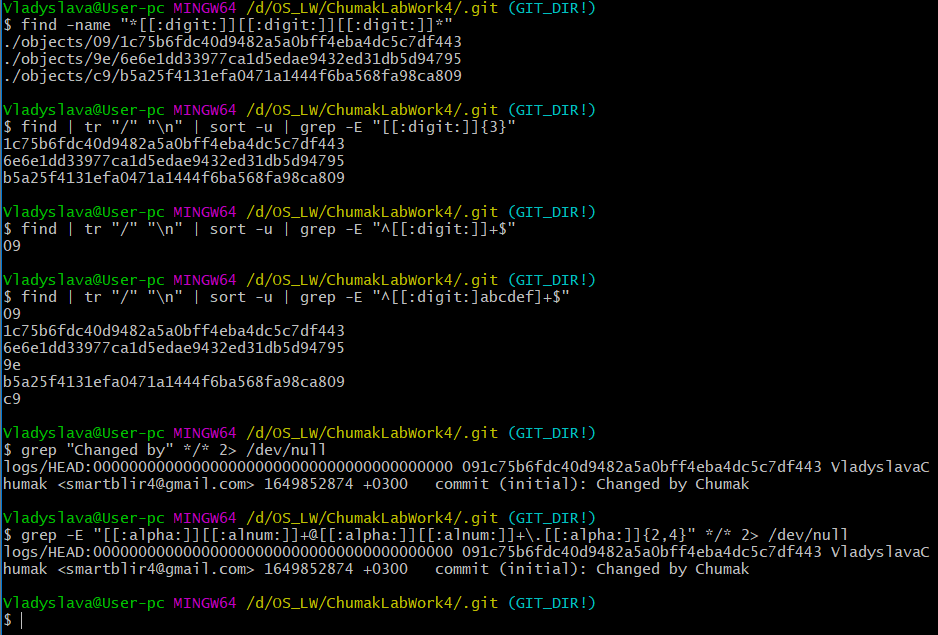 Vladyslava@User-pc MINGW64 /d/OS_LW/ChumakLabWork4/.git (GIT_DIR!)
$ find -name "*[[:digit:]][[:digit:]][[:digit:]]*"
./objects/09/1c75b6fdc40d9482a5a0bff4eba4dc5c7df443
./objects/9e/6e6e1dd33977ca1d5edae9432ed31db5d94795
./objects/c9/b5a25f4131efa0471a1444f6ba568fa98ca809

Vladyslava@User-pc MINGW64 /d/OS_LW/ChumakLabWork4/.git (GIT_DIR!)
$ find | tr "/" "\n" | sort -u | grep -E "[[:digit:]]{3}"
1c75b6fdc40d9482a5a0bff4eba4dc5c7df443
6e6e1dd33977ca1d5edae9432ed31db5d94795
b5a25f4131efa0471a1444f6ba568fa98ca809

Vladyslava@User-pc MINGW64 /d/OS_LW/ChumakLabWork4/.git (GIT_DIR!)
$ find | tr "/" "\n" | sort -u | grep -E "^[[:digit:]]+$"
09

Vladyslava@User-pc MINGW64 /d/OS_LW/ChumakLabWork4/.git (GIT_DIR!)
$ find | tr "/" "\n" | sort -u | grep -E "^[[:digit:]abcdef]+$"
09
1c75b6fdc40d9482a5a0bff4eba4dc5c7df443
6e6e1dd33977ca1d5edae9432ed31db5d94795
9e
b5a25f4131efa0471a1444f6ba568fa98ca809
c9

Vladyslava@User-pc MINGW64 /d/OS_LW/ChumakLabWork4/.git (GIT_DIR!)
$ grep "Changed by" */* 2> /dev/null
logs/HEAD:0000000000000000000000000000000000000000 091c75b6fdc40d9482a5a0bff4eba4dc5c7df443 VladyslavaC
humak <smartblir4@gmail.com> 1649852874 +0300   commit (initial): Changed by Chumak

Vladyslava@User-pc MINGW64 /d/OS_LW/ChumakLabWork4/.git (GIT_DIR!)
$ grep -E "[[:alpha:]][[:alnum:]]+@[[:alpha:]][[:alnum:]]+\.[[:alpha:]]{2,4}" */* 2> /dev/null
logs/HEAD:0000000000000000000000000000000000000000 091c75b6fdc40d9482a5a0bff4eba4dc5c7df443 VladyslavaC
humak <smartblir4@gmail.com> 1649852874 +0300   commit (initial): Changed by Chumak

Vladyslava@User-pc MINGW64 /d/OS_LW/ChumakLabWork4/.git (GIT_DIR!)
$